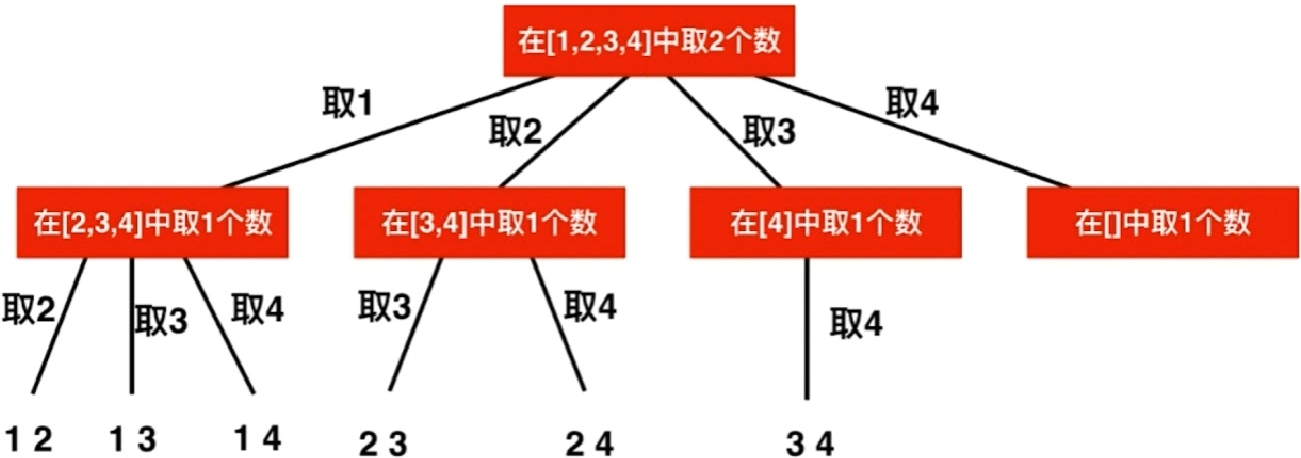 在[1,2,3,4]中取2个数
取1
取2
取3
取4
在[2,3,4]中取1个数
在[3,4]中取1个数
在[4]中取1个数
在[]中取1个数
取2
取3
取4
取3
取4
取4
1 2
1 3
1 4
2 3
2 4
3 4